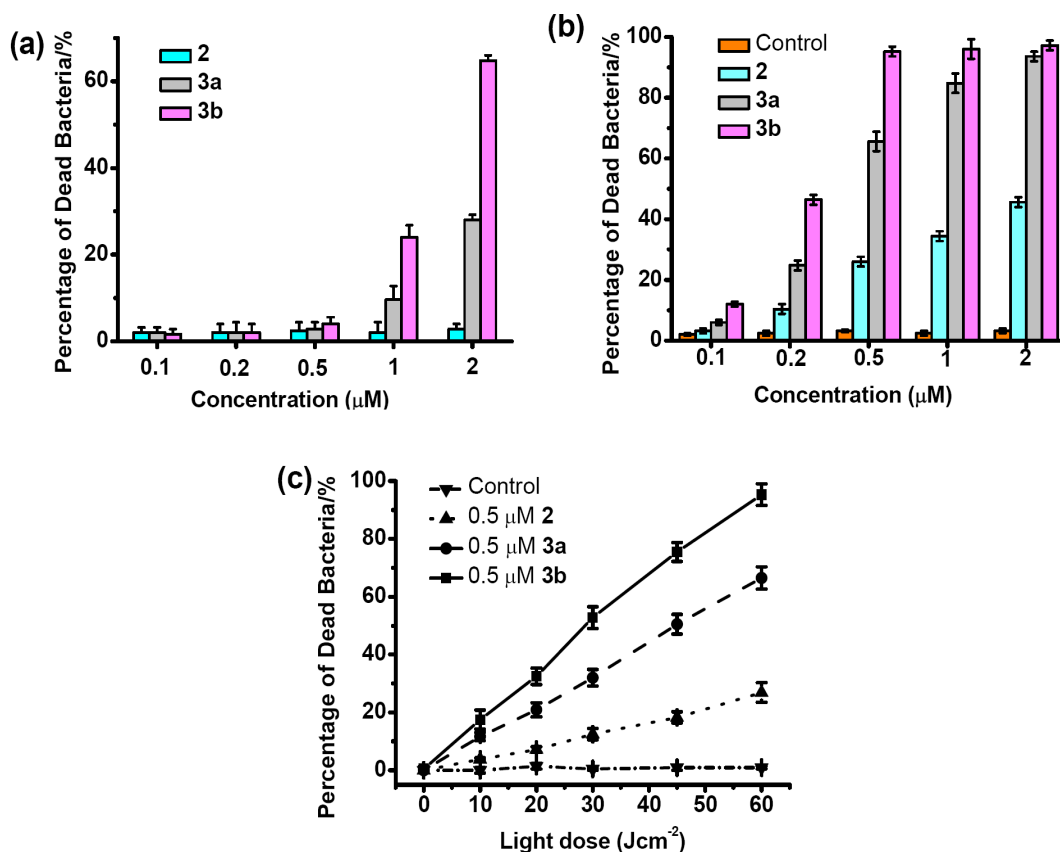 (a)
2
3a
3b
Percentage of Dead Bacteria/%
60
40
20
0
0.1 0.2 0.5 1 2
Concentration (μM)
(b)
Control
2
3a
3b
Percentage of Dead Bacteria/%
100
80
60
40
20
0
0.1 0.2 0.5 1 2
Concentration (μM)
(c)
Control
0.5 μM 2
0.5 μM 3a
0.5 μM 3b
Percentage of Dead Bacteria/%
100
80
60
40
20
0
0 10 20 30 40 50 60
Light dose (Jcm-2)